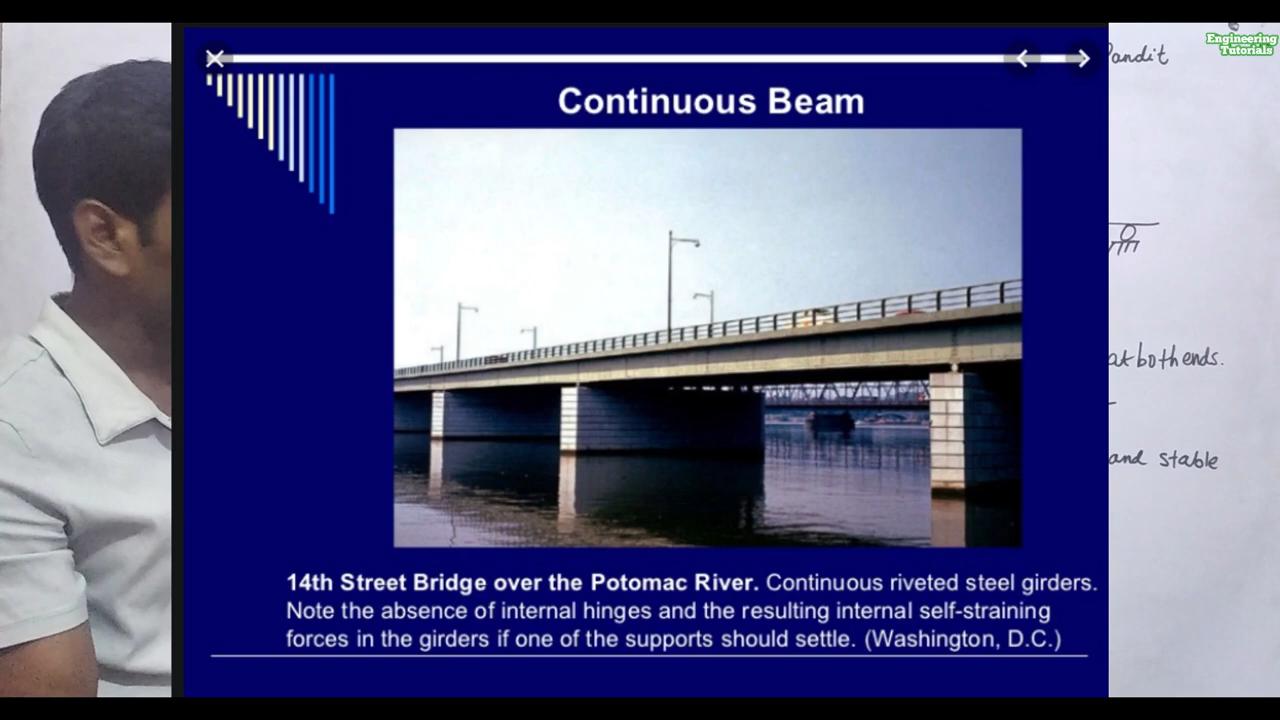 Engineering
Tutorials
Pandit
Continuous Beam
at both ends.
and stable
14th Street Bridge over the Potomac River. Continuous riveted steel girders.
Note the absence of internal hinges and the resulting internal self-straining
forces in the girders if one of the supports should settle. (Washington, D.C.)